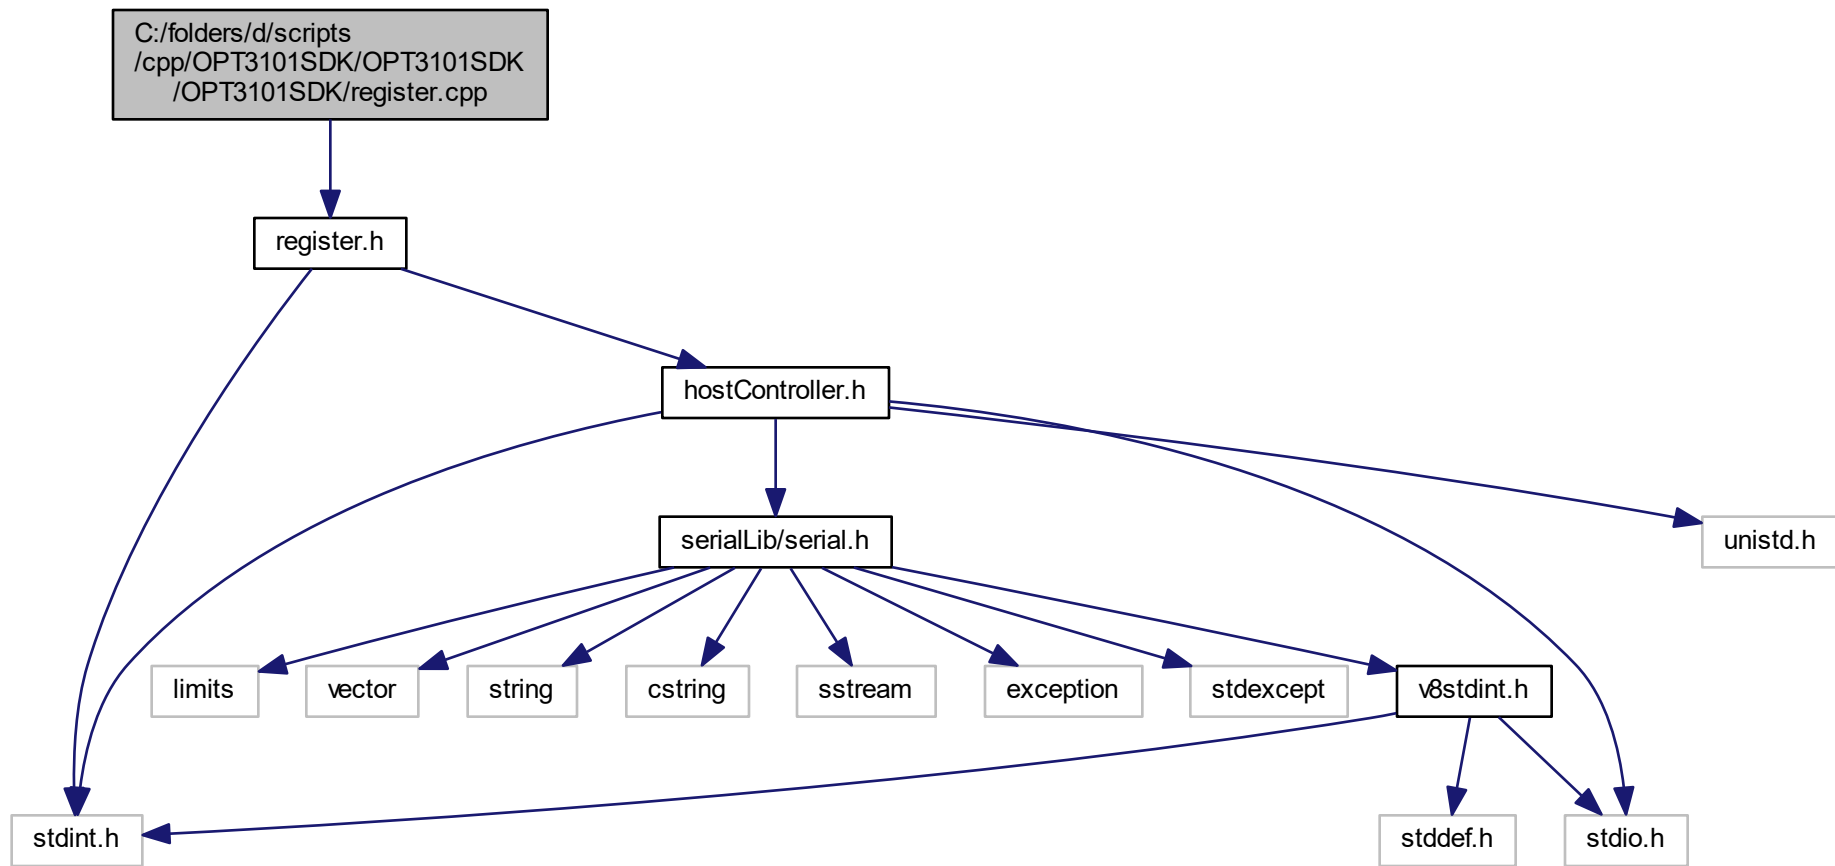 C:/folders/d/scripts
/cpp/OPT3101SDK/OPT3101SDK
/OPT3101SDK/register.cpp
register.h
hostController.h
serialLib/serial.h
unistd.h
limits
vector
string
cstring
sstream
exception
stdexcept
v8stdint.h
stdint.h
stddef.h
stdio.h